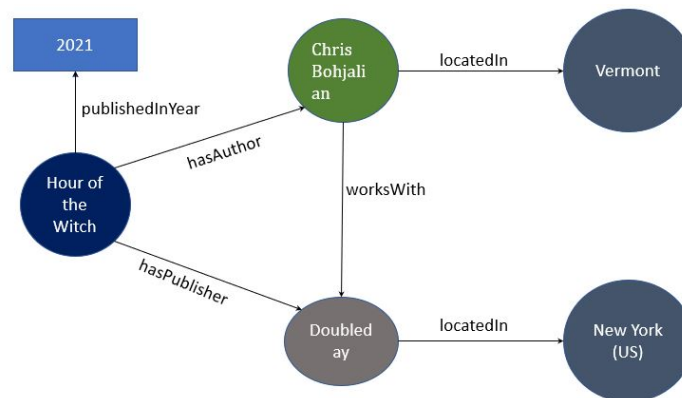 2021
Chris
Bohjali
an
locatedIn
Vermont
publishedInYear
hasAuthor
Hour of
the
Witch
worksWith
hasPublisher
Doubled
ay
locatedIn
New York
(US)